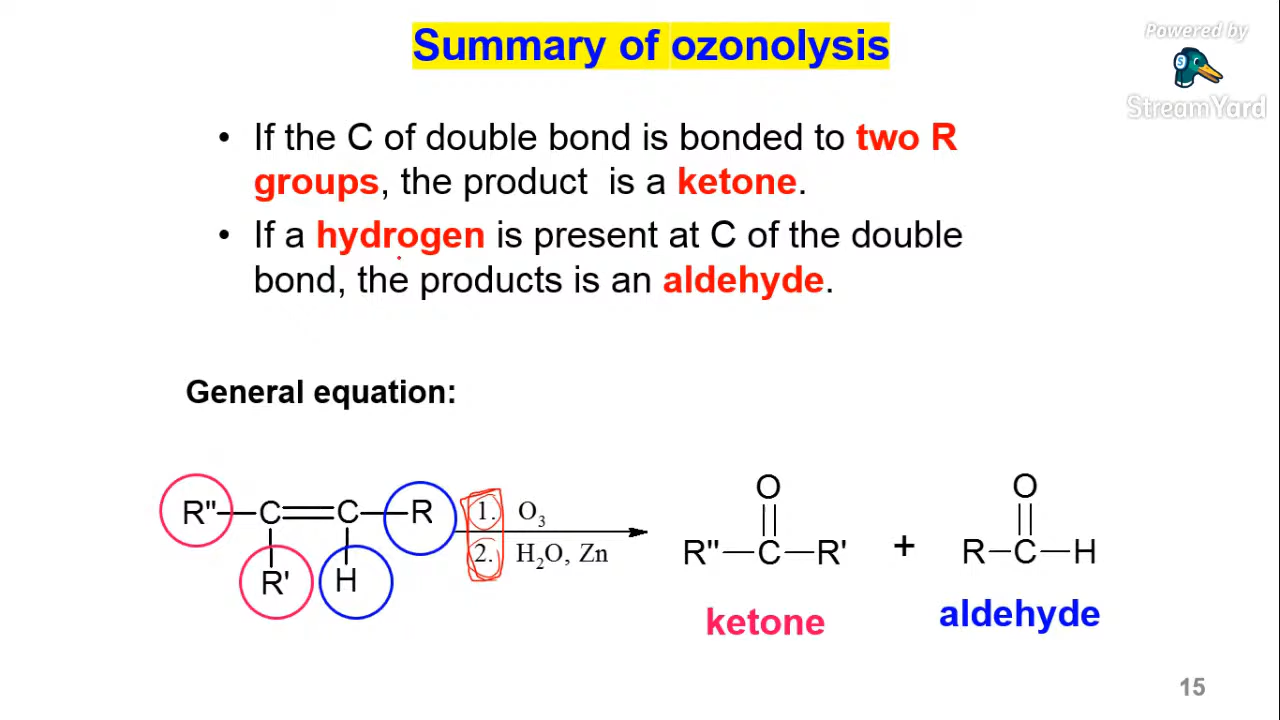 Summary of ozonolysis
Powered by
StreamYard
• If the C of double bond is bonded to two R
groups, the product is a ketone.
• If a hydrogen is present at C of the double
bond, the products is an aldehyde.
General equation:
R" C C R
R' H
1. O3
2. H2O, Zn
O
R" C R'
ketone
+
O
R C H
aldehyde
15